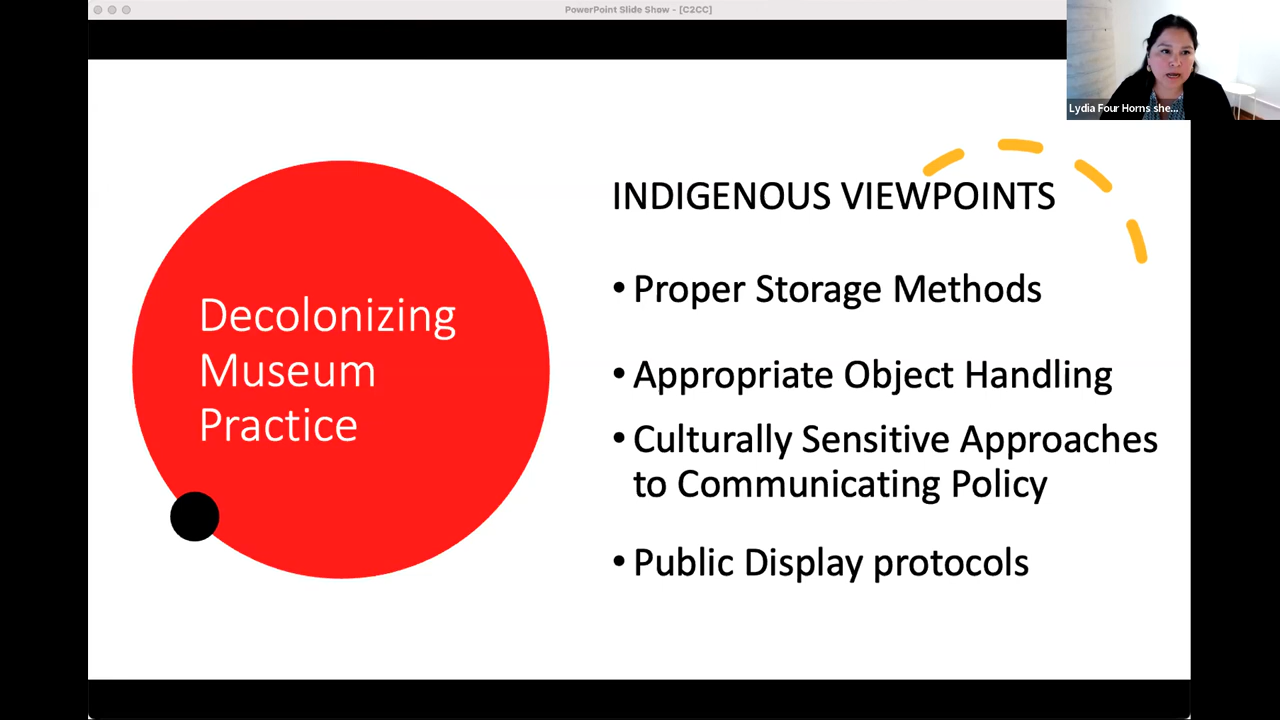 PowerPoint Slide Show - [C2CC]
Lydia Four Horns she...
Decolonizing
Museum
Practice
INDIGENOUS VIEWPOINTS
• Proper Storage Methods
• Appropriate Object Handling
• Culturally Sensitive Approaches
to Communicating Policy
• Public Display protocols